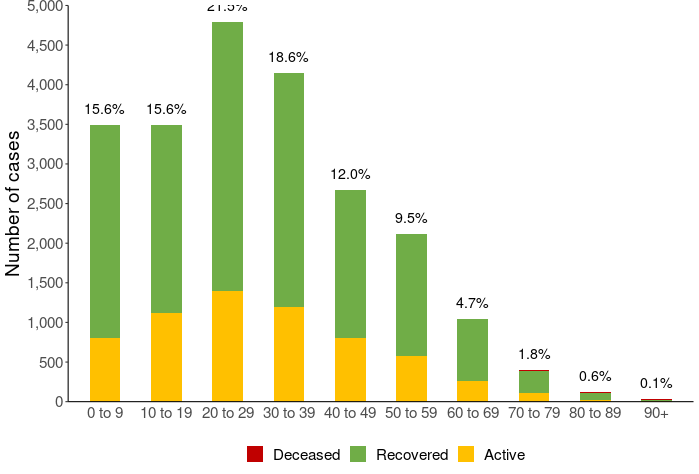 5,000
4,500
4,000
3,500
3,000
2,500
2,000
1,500
1,000
500
0
Number of cases
15.6%
15.6%
21.5%
18.6%
12.0%
9.5%
4.7%
1.8%
0.6%
0.1%
0 to 9
10 to 19
20 to 29
30 to 39
40 to 49
50 to 59
60 to 69
70 to 79
80 to 89
90+
Deceased
Recovered
Active